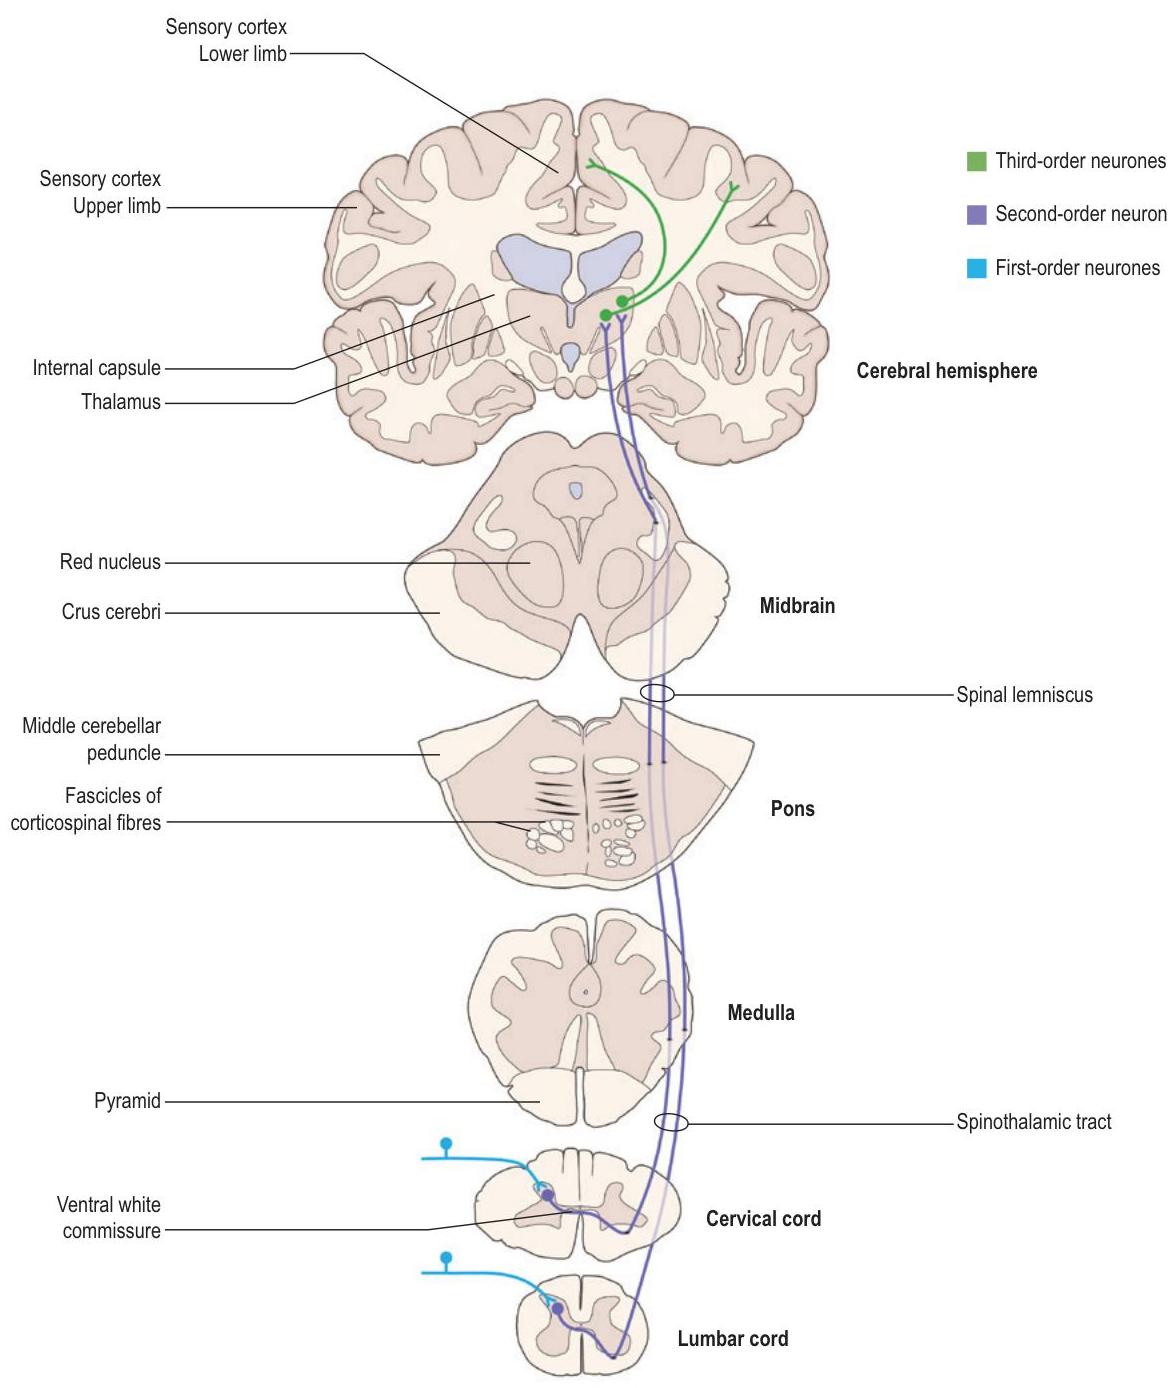 Sensory cortex
Lower limb
Sensory cortex
Upper limb
Third-order neurones
Second-order neuron
First-order neurones
Internal capsule
Thalamus
Cerebral hemisphere
Red nucleus
Crus cerebri
Midbrain
Spinal lemniscus
Middle cerebellar
peduncle
Fascicles of
corticospinal fibres
Pons
Medulla
Pyramid
Spinothalamic tract
Ventral white
commissure
Cervical cord
Lumbar cord